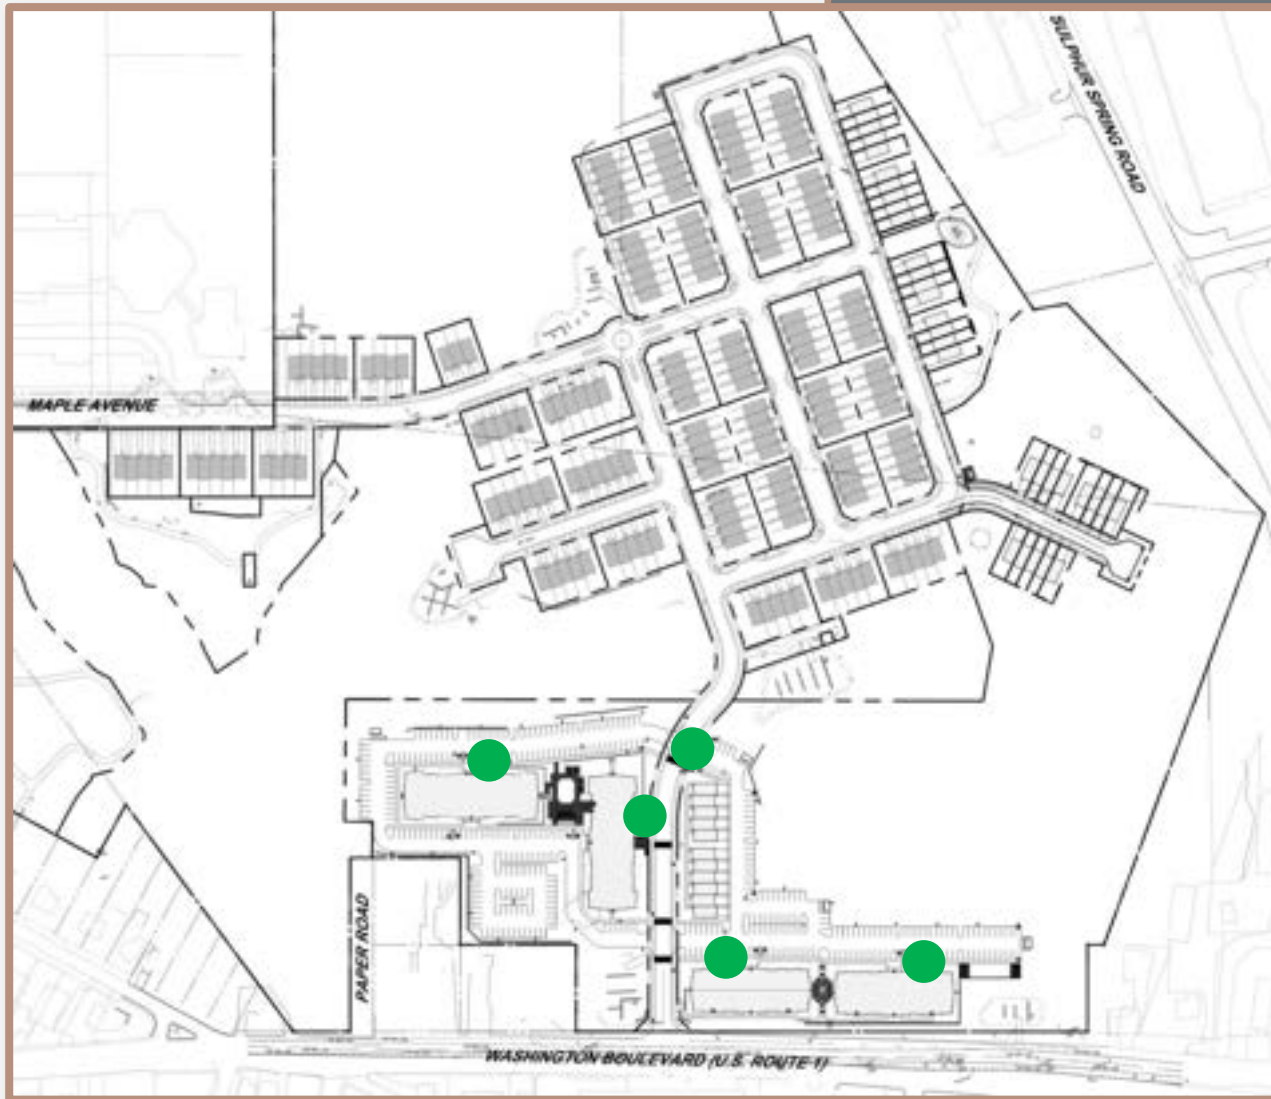 SULPHUR SPRING ROAD
MAPLE AVENUE
PAPER ROAD
WASHINGTON BOULEVARD (U.S. ROUTE 1)